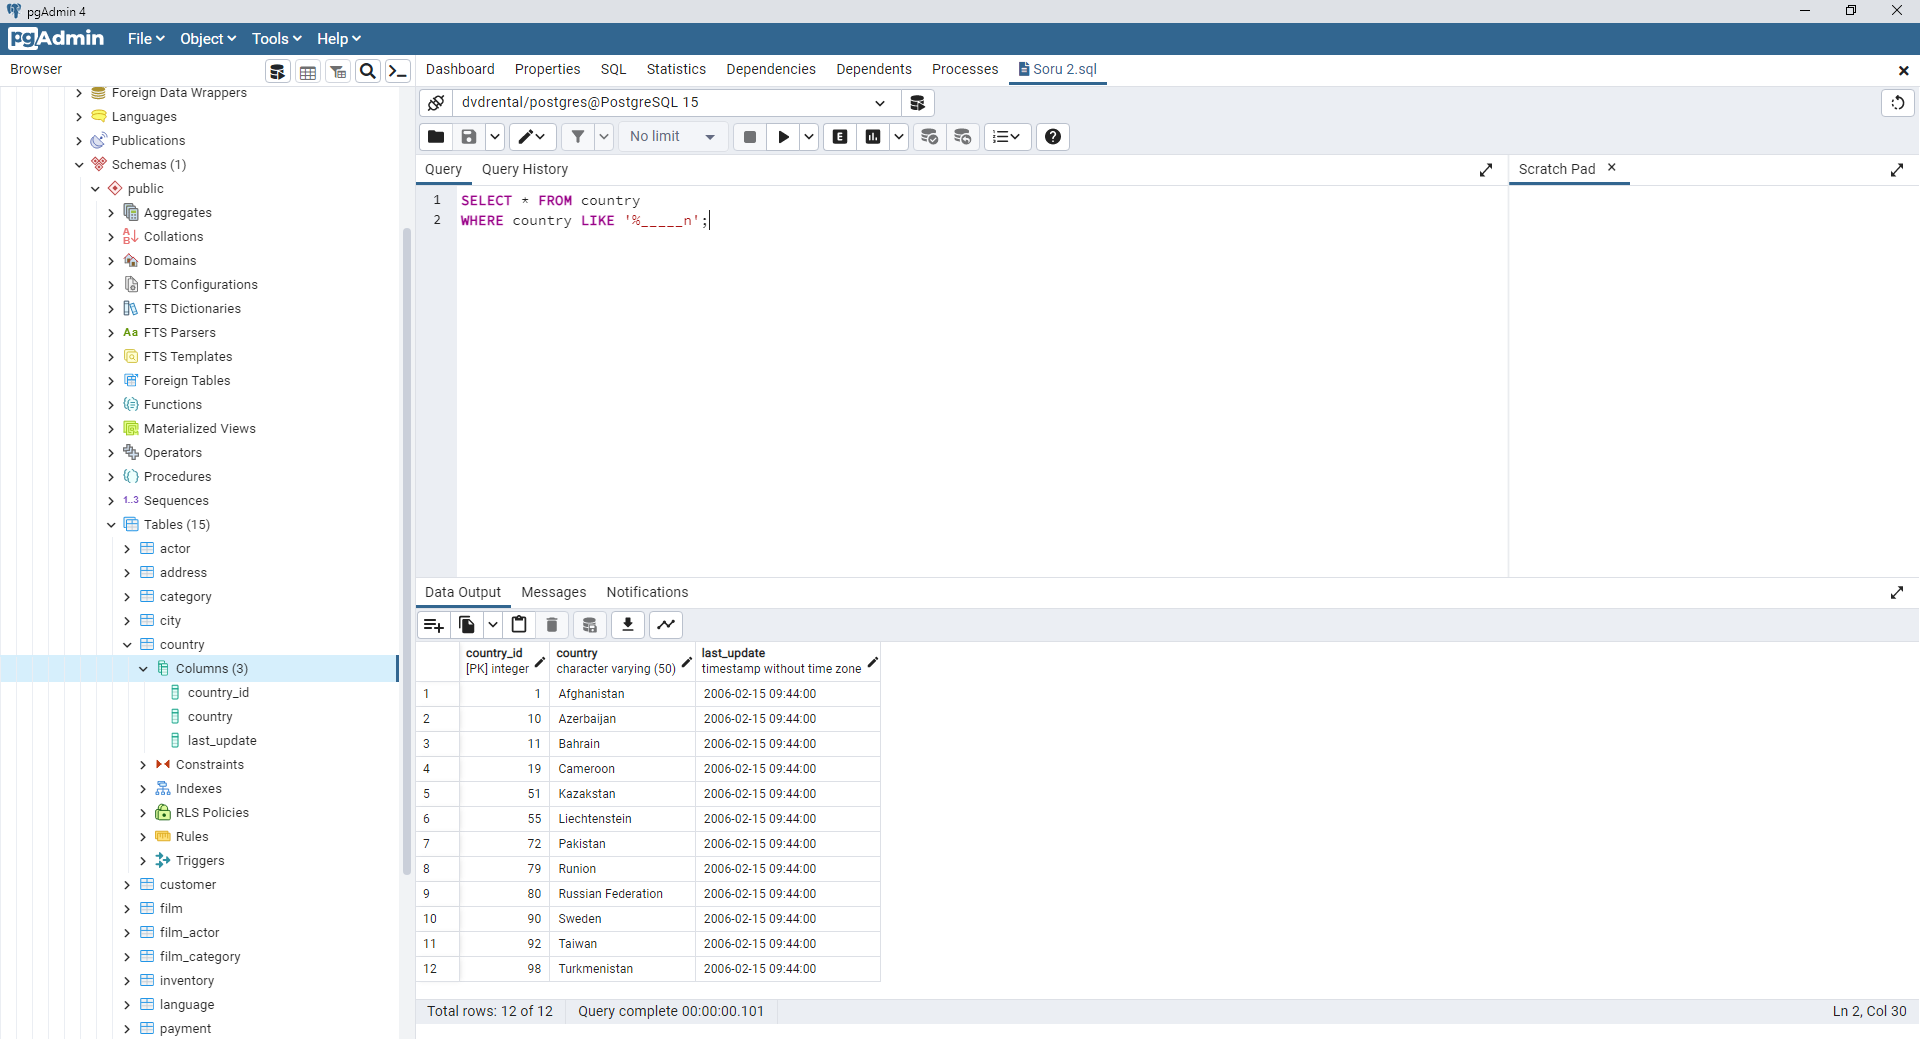 pgAdmin 4
pgAdmin
File Object Tools Help
Browser
Dashboard Properties SQL Statistics Dependencies Dependents Processes Soru 2.sql
Foreign Data Wrappers
Languages
Publications
Schemas (1)
public
Aggregates
Collations
Domains
FTS Configurations
FTS Dictionaries
Aa FTS Parsers
FTS Templates
Foreign Tables
Functions
Materialized Views
Operators
Procedures
1..3 Sequences
Tables (15)
actor
address
category
city
country
Columns (3)
country_id
country
last_update
Constraints
Indexes
RLS Policies
Rules
Triggers
customer
film
film_actor
film_category
inventory
language
payment
dvdrental/postgres@PostgreSQL 15
No limit
E
Query Query History
Scratch Pad
1 SELECT * FROM country
2 WHERE country LIKE '%_____n';
Data Output Messages Notifications
country_id country last_update
[PK] integer character varying (50) timestamp without time zone
1 1 Afghanistan 2006-02-15 09:44:00
2 10 Azerbaijan 2006-02-15 09:44:00
3 11 Bahrain 2006-02-15 09:44:00
4 19 Cameroon 2006-02-15 09:44:00
5 51 Kazakstan 2006-02-15 09:44:00
6 55 Liechtenstein 2006-02-15 09:44:00
7 72 Pakistan 2006-02-15 09:44:00
8 79 Runion 2006-02-15 09:44:00
9 80 Russian Federation 2006-02-15 09:44:00
10 90 Sweden 2006-02-15 09:44:00
11 92 Taiwan 2006-02-15 09:44:00
12 98 Turkmenistan 2006-02-15 09:44:00
Total rows: 12 of 12 Query complete 00:00:00.101 Ln 2, Col 30